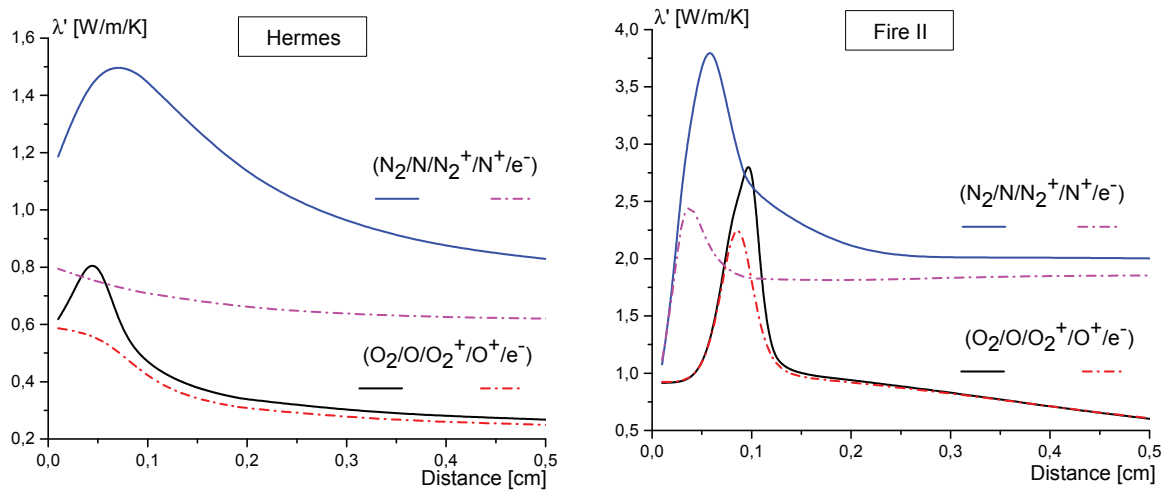 λ' [W/m/K]
Hermes
1,6
1,4
1,2
1,0
0,8
0,6
0,4
0,2
(N₂/N/N₂⁺/N⁺/e⁻)
(O₂/O/O₂⁺/O⁺/e⁻)
0,0 0,1 0,2 0,3 0,4 0,5
Distance [cm]
λ' [W/m/K]
Fire II
4,0
3,5
3,0
2,5
2,0
1,5
1,0
0,5
(N₂/N/N₂⁺/N⁺/e⁻)
(O₂/O/O₂⁺/O⁺/e⁻)
0,0 0,1 0,2 0,3 0,4 0,5
Distance [cm]